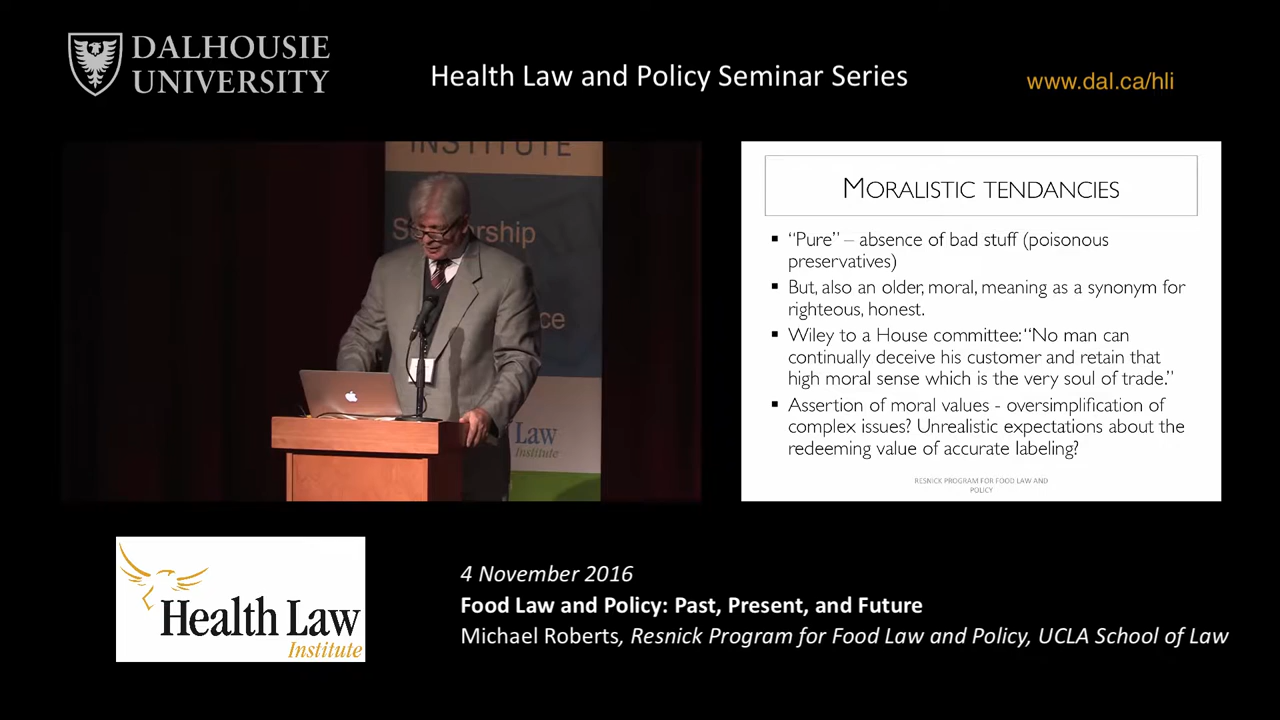 DALHOUSIE
UNIVERSITY
Health Law and Policy Seminar Series
www.dal.ca/hli
INSTITUTE
Law
Institute
MORALISTIC TENDANCIES
▪ “Pure” – absence of bad stuff (poisonous
preservatives)
▪ But, also an older, moral, meaning as a synonym for
righteous, honest.
▪ Wiley to a House committee: “No man can
continually deceive his customer and retain that
high moral sense which is the very soul of trade.”
▪ Assertion of moral values - oversimplification of
complex issues? Unrealistic expectations about the
redeeming value of accurate labeling?
RESNICK PROGRAM FOR FOOD LAW AND
POLICY
Health Law
Institute
4 November 2016
Food Law and Policy: Past, Present, and Future
Michael Roberts, Resnick Program for Food Law and Policy, UCLA School of Law